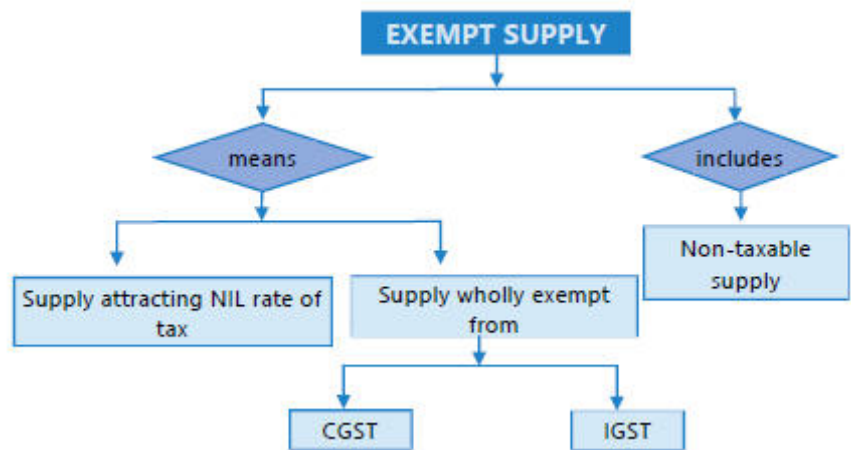 EXEMPT SUPPLY
means
includes
Supply attracting NIL rate of
tax
Supply wholly exempt
from
Non-taxable
supply
CGST
IGST